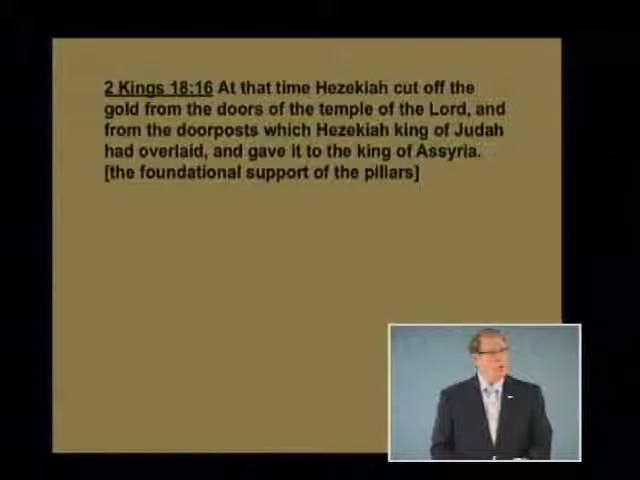 2 Kings 18:16 At that time Hezekiah cut off the
gold from the doors of the temple of the Lord, and
from the doorposts which Hezekiah king of Judah
had overlaid, and gave it to the king of Assyria.
[the foundational support of the pillars]